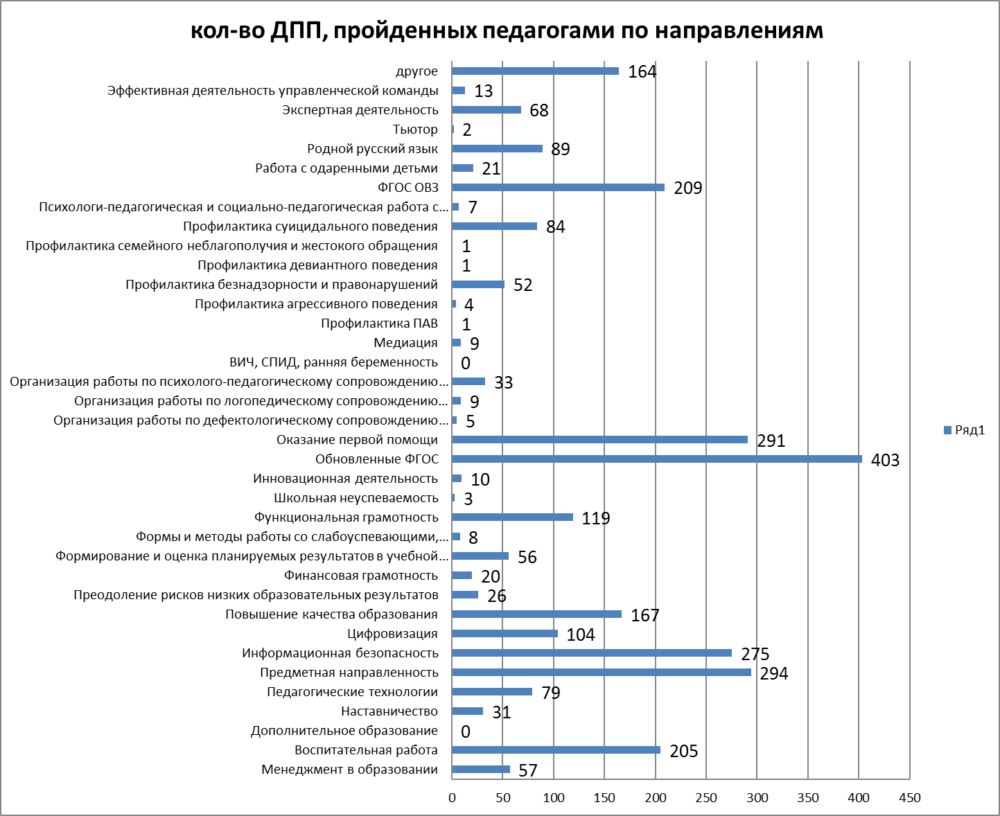 кол-во ДПП, пройденных педагогами по направлениям
другое 164
Эффективная деятельность управленческой команды 13
Экспертная деятельность 68
Тьютор 2
Родной русский язык 89
Работа с одаренными детьми 21
ФГОС ОВЗ 209
Психологи-педагогическая и социально-педагогическая работа с... 7
Профилактика суицидального поведения 84
Профилактика семейного неблагополучия и жестокого обращения 1
Профилактика девиантного поведения 1
Профилактика безнадзорности и правонарушений 52
Профилактика агрессивного поведения 4
Профилактика ПАВ 1
Медиация 9
ВИЧ, СПИД, ранняя беременность 0
Организация работы по психолого-педагогическому сопровождению... 33
Организация работы по логопедическому сопровождению... 9
Организация работы по дефектологическому сопровождению... 5
Оказание первой помощи 291
Обновленные ФГОС 403
Инновационная деятельность 10
Школьная неуспеваемость 3
Функциональная грамотность 119
Формы и методы работы со слабоуспевающими,... 8
Формирование и оценка планируемых результатов в учебной... 56
Финансовая грамотность 20
Преодоление рисков низких образовательных результатов 26
Повышение качества образования 167
Цифровизация 104
Информационная безопасность 275
Предметная направленность 294
Педагогические технологии 79
Наставничество 31
Дополнительное образование 0
Воспитательная работа 205
Менеджмент в образовании 57
0 50 100 150 200 250 300 350 400 450
Ряд1